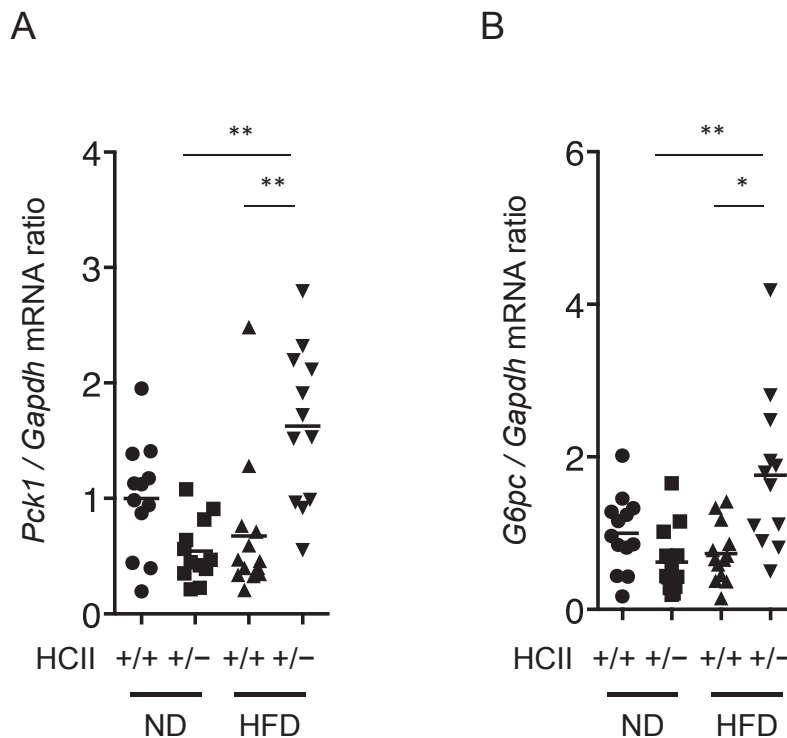 A
B
**
**
4
3
2
1
0
Pck1 / Gapdh mRNA ratio
HCII +/+ +/− +/+ +/−
ND HFD
**
*
6
4
2
0
G6pc / Gapdh mRNA ratio
HCII +/+ +/− +/+ +/−
ND HFD